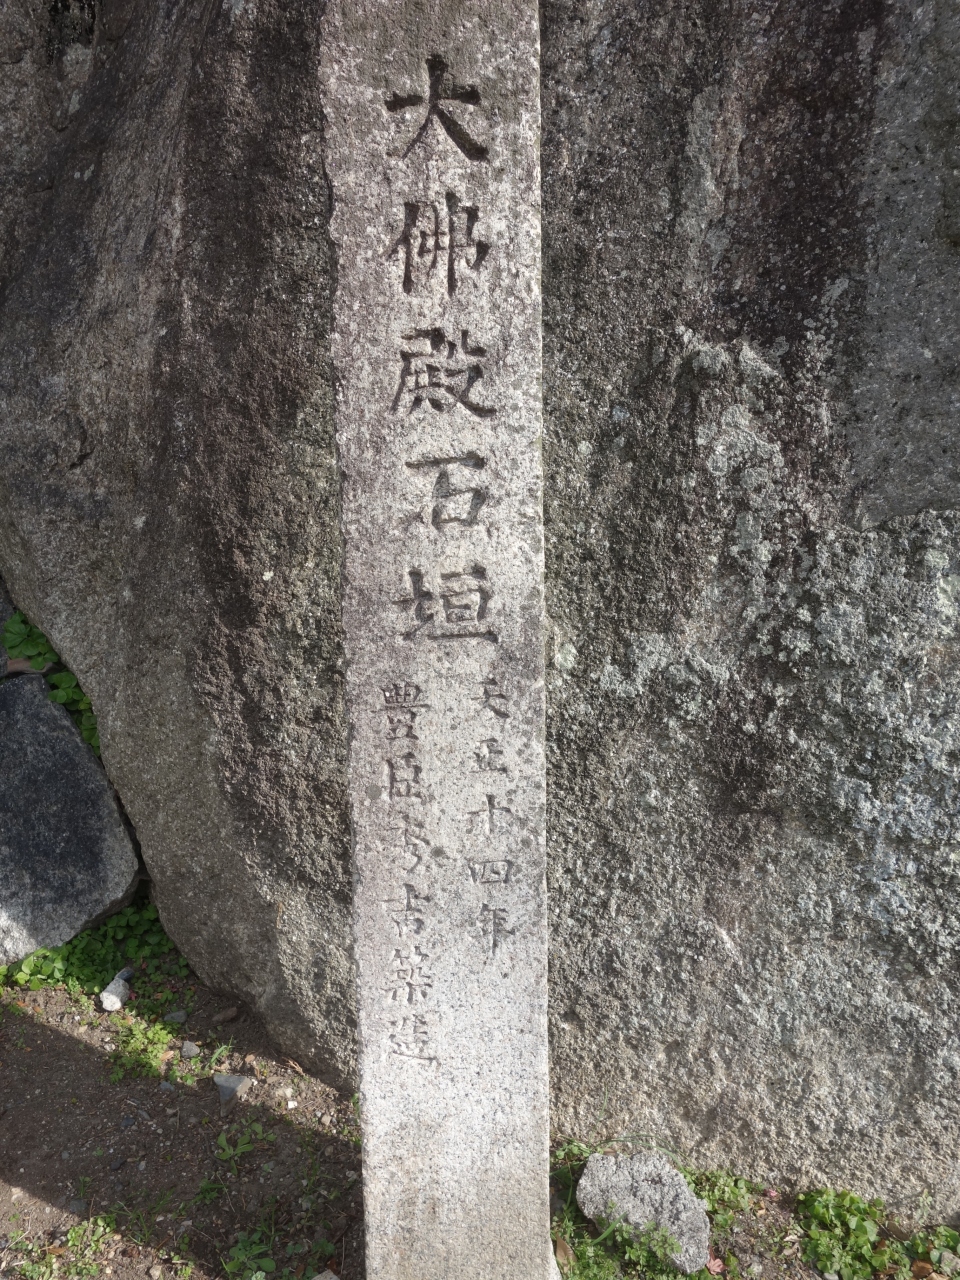 大佛殿石垣
天正十四年
豊臣秀吉築造